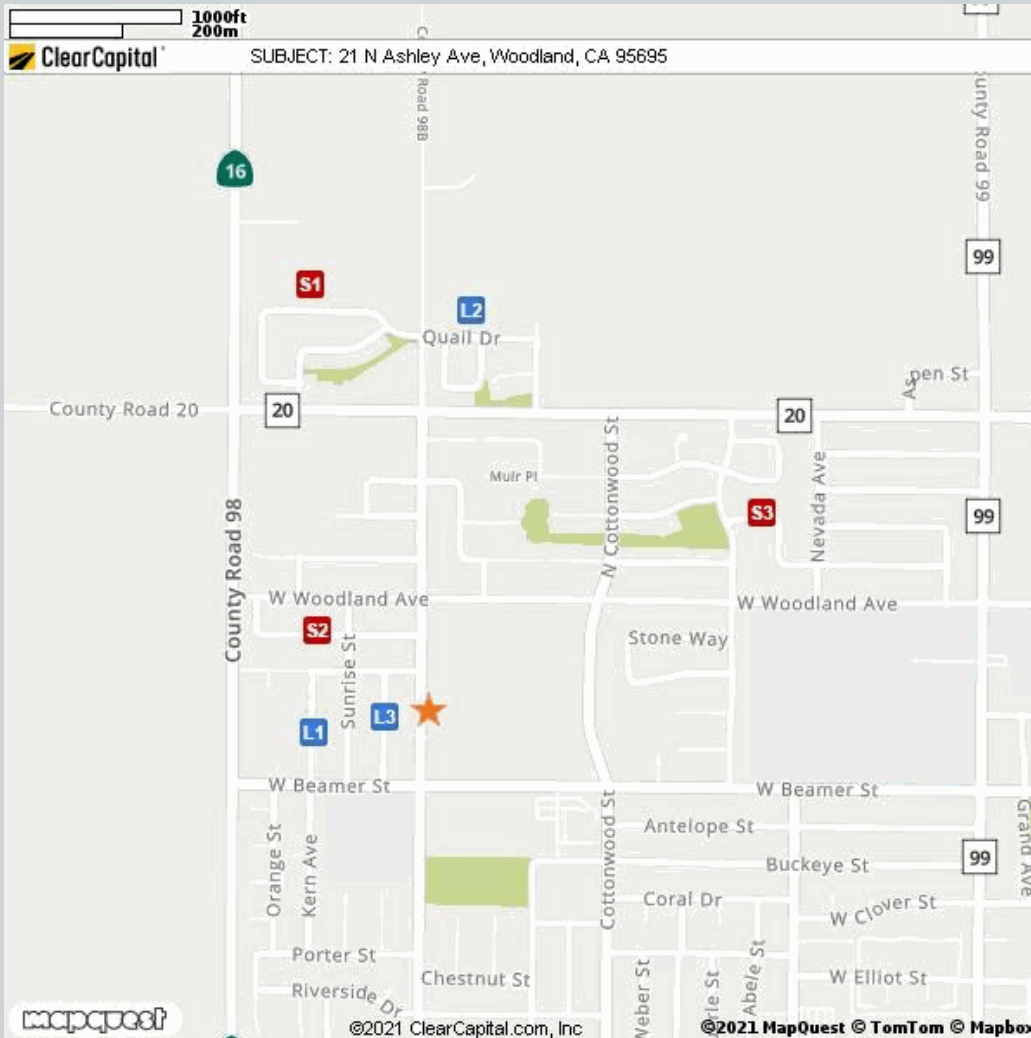 1000ft
200m
ClearCapital
SUBJECT: 21 N Ashley Ave, Woodland, CA 95695
Road 98B
County Road 99
16
99
S1
L2
Quail Dr
Aspen St
County Road 20
20
20
N Cottonwood St
Muir Pl
Nevada Ave
S3
99
County Road 98
W Woodland Ave
W Woodland Ave
S2
Stone Way
Sunrise St
L3
L1
W Beamer St
W Beamer St
Cottonwood St
Antelope St
Grand Ave
Orange St
Kern Ave
Buckeye St
99
Coral Dr
W Clover St
Porter St
Abele St
Chestnut St
W Elliot St
Riverside Dr
Weber St
mapquest
©2021 ClearCapital.com, Inc
©2021 MapQuest © TomTom © Mapbox